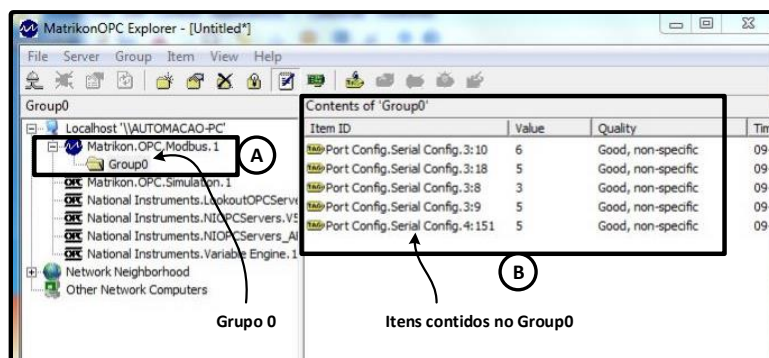 MatrikonOPC Explorer - [Untitled*]
File Server Group Item View Help
Group0
Contents of 'Group0'
Localhost '\\AUTOMACAO-PC'
Matrikon.OPC.Modbus.1
Group0
Matrikon.OPC.Simulation.1
National Instruments.LookoutOPCServe
National Instruments.NIOPCServers.V5
National Instruments.NIOPCServers_AE
National Instruments.Variable Engine.1
Network Neighborhood
Other Network Computers
A
Item ID Value Quality Tim
Port Config.Serial Config.3:10 6 Good, non-specific 09-
Port Config.Serial Config.3:18 5 Good, non-specific 09-
Port Config.Serial Config.3:8 3 Good, non-specific 09-
Port Config.Serial Config.3:9 5 Good, non-specific 09-
Port Config.Serial Config.4:151 5 Good, non-specific 09-
B
Grupo 0
Itens contidos no Group0